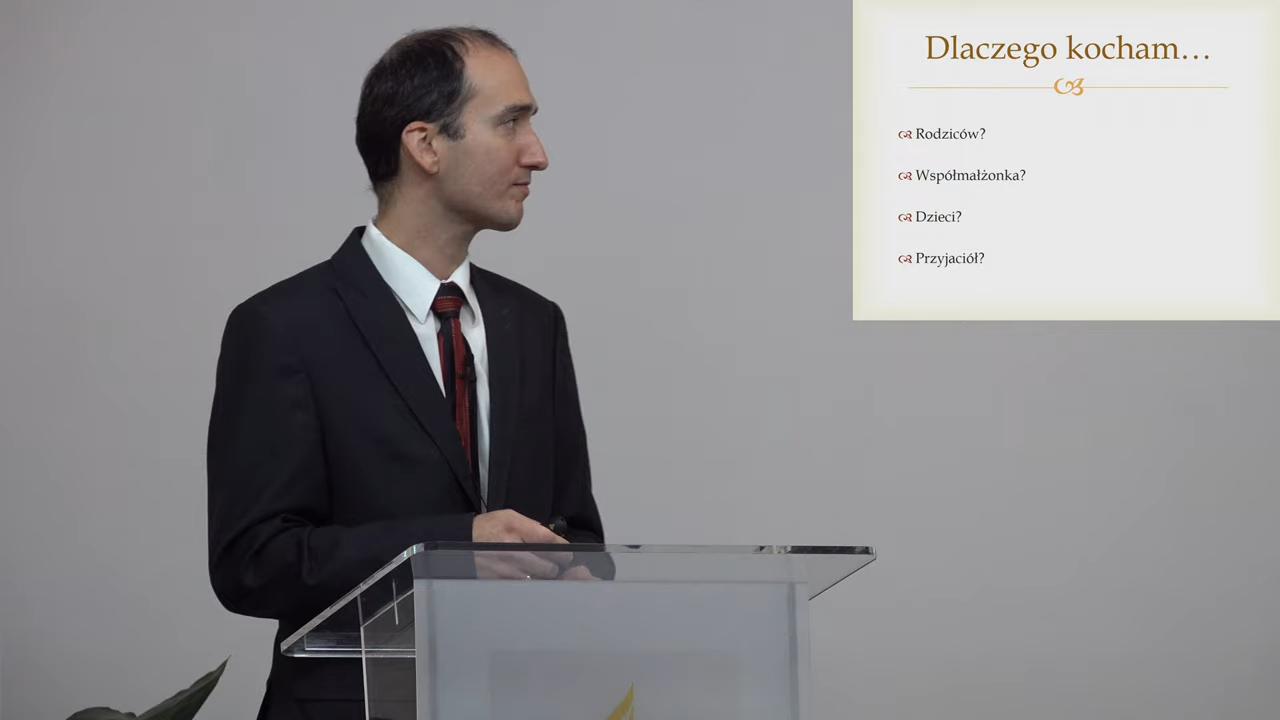 Dlaczego kocham…
Rodziców?
Współmałżonka?
Dzieci?
Przyjaciół?